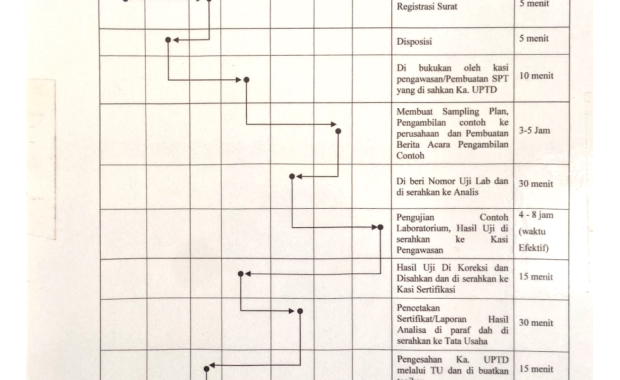 Registrasi Surat
5 menit
Disposisi
5 menit
Di bukukan oleh kasi
pengawasan/Pembuatan SPT
yang di sahkan Ka. UPTD
10 menit
Membuat Sampling Plan,
Pengambilan contoh ke
perusahaan dan Pembuatan
Berita Acara Pengambilan
Contoh
3-5 Jam
Di beri Nomor Uji Lab dan
di serahkan ke Analis
30 menit
Pengujian Contoh
Laboratorium, Hasil Uji di
serahkan ke Kasi
Pengawasan
4 - 8 jam
(waktu
Efektif)
Hasil Uji Di Koreksi dan
Disahkan dan di serahkan ke
Kasi Sertifikasi
15 menit
Pencetakan
Sertifikat/Laporan Hasil
Analisa di paraf dah di
serahkan ke Tata Usaha
30 menit
Pengesahan Ka. UPTD
melalui TU dan di buatkan
15 menit